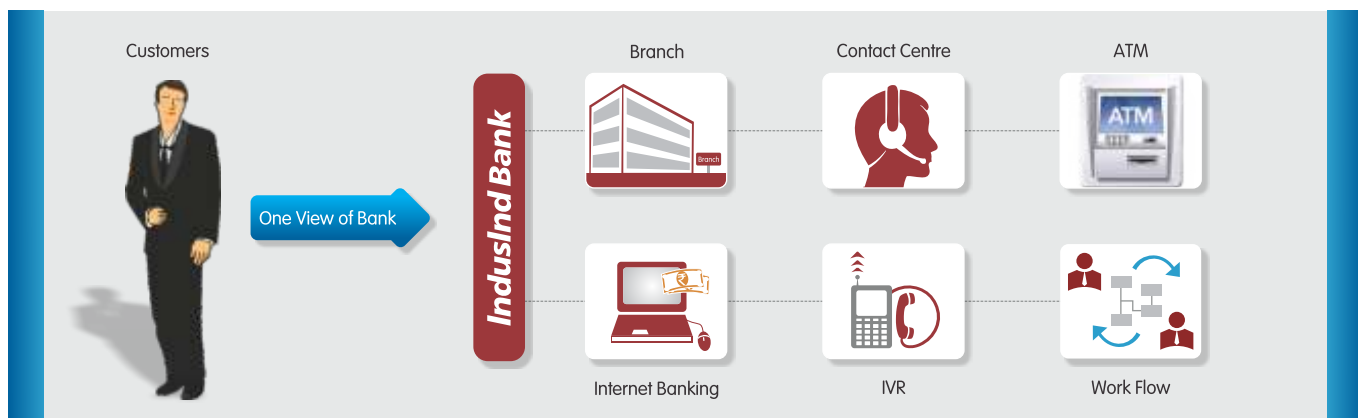 Customers
One View of Bank
IndusInd Bank
Branch
Contact Centre
ATM
Branch
ATM
Internet Banking
IVR
Work Flow